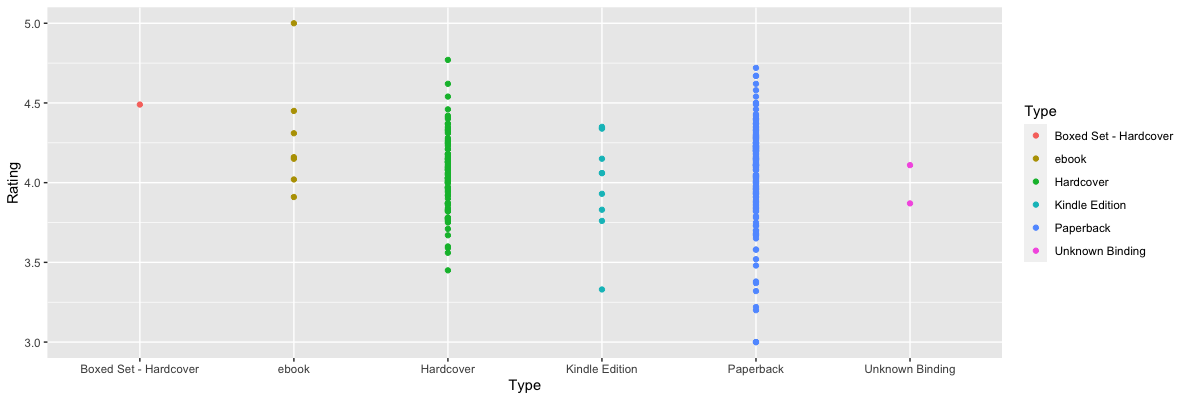 5.0
4.5
4.0
3.5
3.0
Rating
Boxed Set - Hardcover ebook Hardcover Kindle Edition Paperback Unknown Binding
Type
Type
Boxed Set - Hardcover
ebook
Hardcover
Kindle Edition
Paperback
Unknown Binding